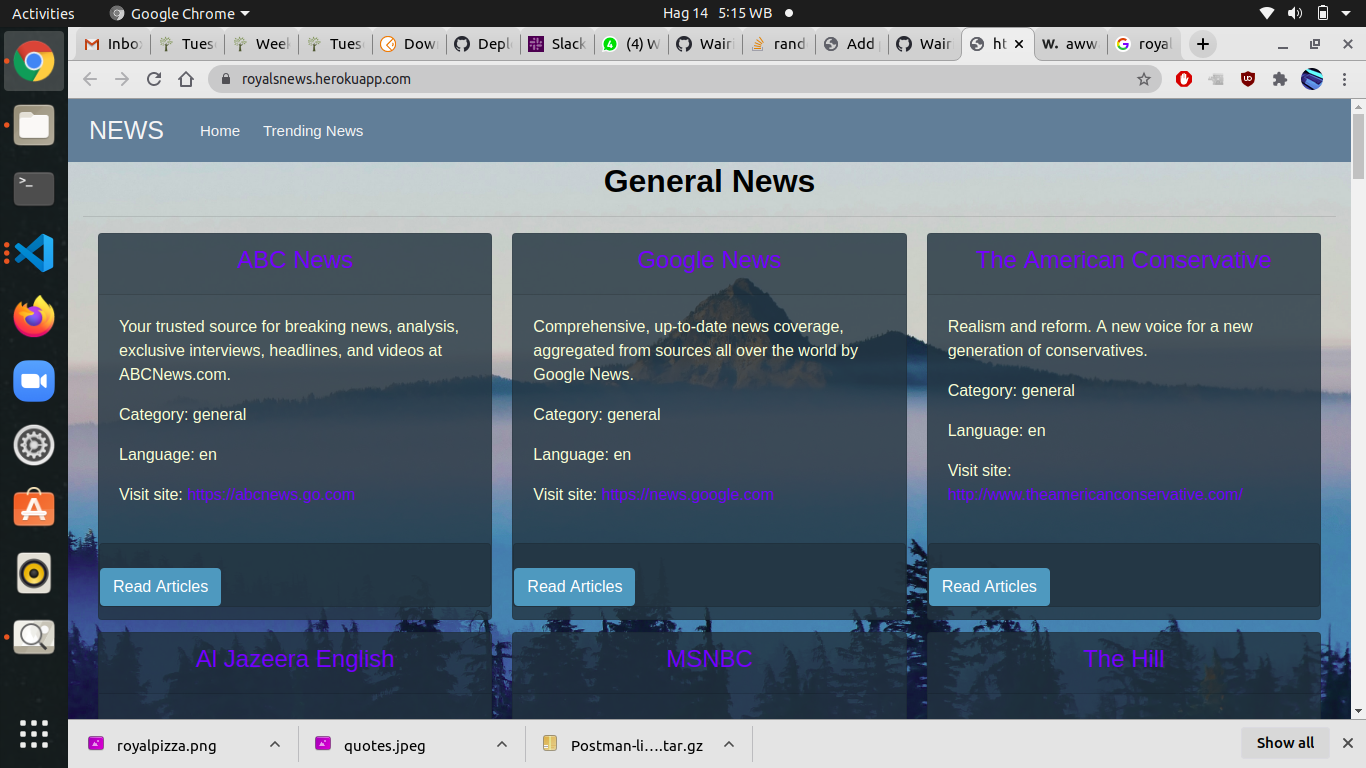 Activities
Google Chrome
Hag 14 5:15 WB
Inbo
Tues
Week
Tues
Dow
Depl
Slack
(4) W
Wairi
rand
Add
Wair
ht
aww
royal
royalsnews.herokuapp.com
NEWS
Home
Trending News
General News
ABC News
Your trusted source for breaking news, analysis,
exclusive interviews, headlines, and videos at
ABCNews.com.
Category: general
Language: en
Visit site: https://abcnews.go.com
Read Articles
Google News
Comprehensive, up-to-date news coverage,
aggregated from sources all over the world by
Google News.
Category: general
Language: en
Visit site: https://news.google.com
Read Articles
The American Conservative
Realism and reform. A new voice for a new
generation of conservatives.
Category: general
Language: en
Visit site:
http://www.theamericanconservative.com/
Read Articles
Al Jazeera English
MSNBC
The Hill
royalpizza.png
quotes.jpeg
Postman-li....tar.gz
Show all